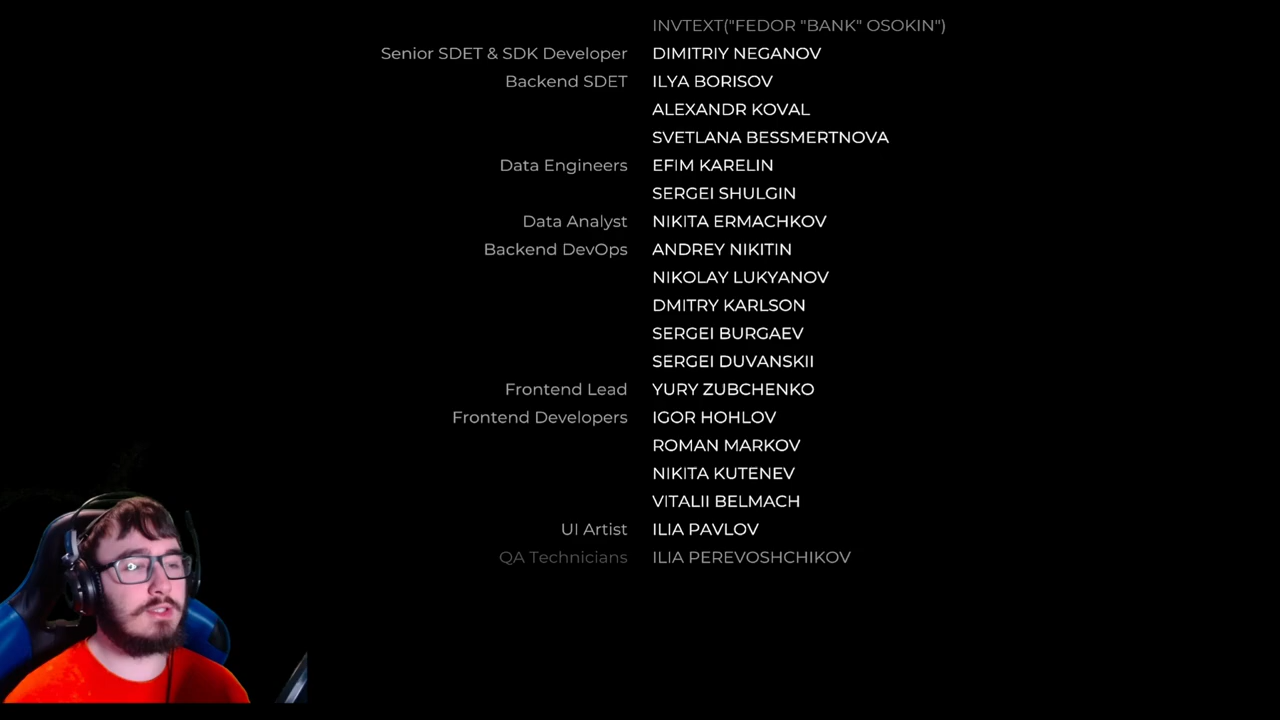 INVTEXT("FEDOR "BANK" OSOKIN")
Senior SDET & SDK Developer DIMITRIY NEGANOV
Backend SDET ILYA BORISOV
ALEXANDR KOVAL
SVETLANA BESSMERTNOVA
Data Engineers EFIM KARELIN
SERGEI SHULGIN
Data Analyst NIKITA ERMACHKOV
Backend DevOps ANDREY NIKITIN
NIKOLAY LUKYANOV
DMITRY KARLSON
SERGEI BURGAEV
SERGEI DUVANSKII
Frontend Lead YURY ZUBCHENKO
Frontend Developers IGOR HOHLOV
ROMAN MARKOV
NIKITA KUTENEV
VITALII BELMACH
UI Artist ILIA PAVLOV
QA Technicians ILIA PEREVOSHCHIKOV